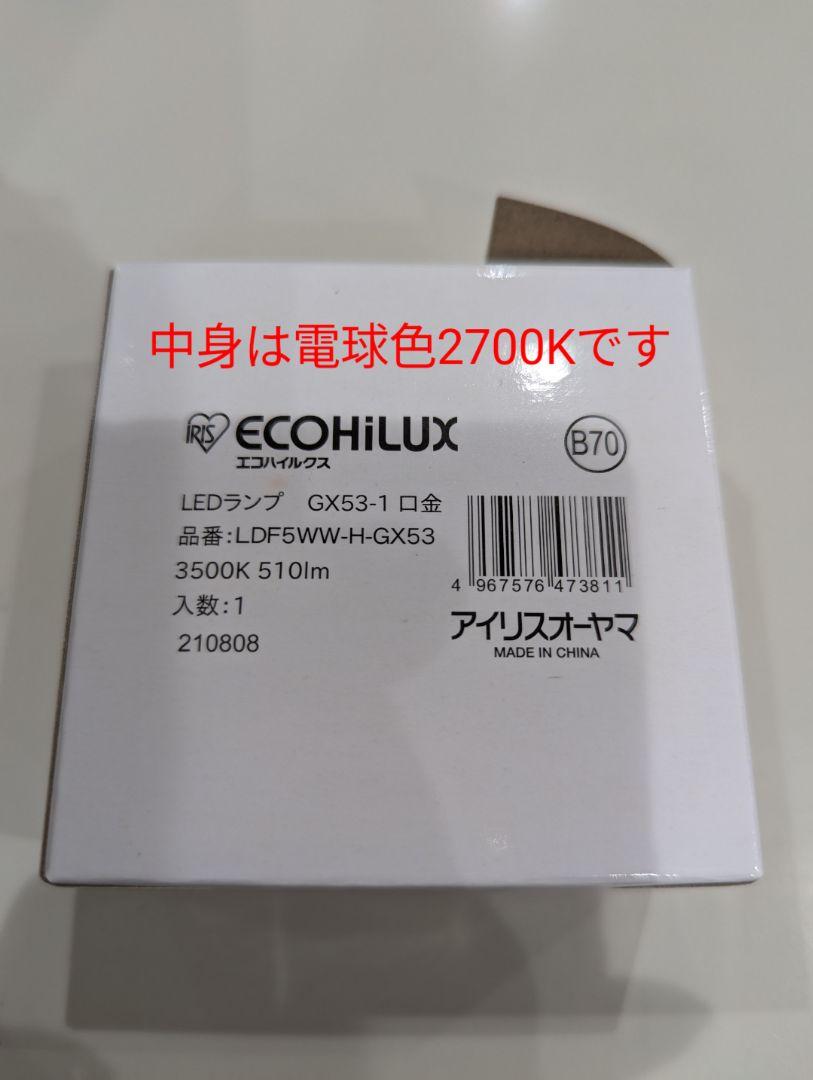 中身は電球色2700Kです
IRIS ECOHiLUX
エコハイルクス
B70
LEDランプ GX53-1 口金
品番:LDF5WW-H-GX53
3500K 510lm
入数:1
210808
4 967576 473811
アイリスオーヤマ
MADE IN CHINA